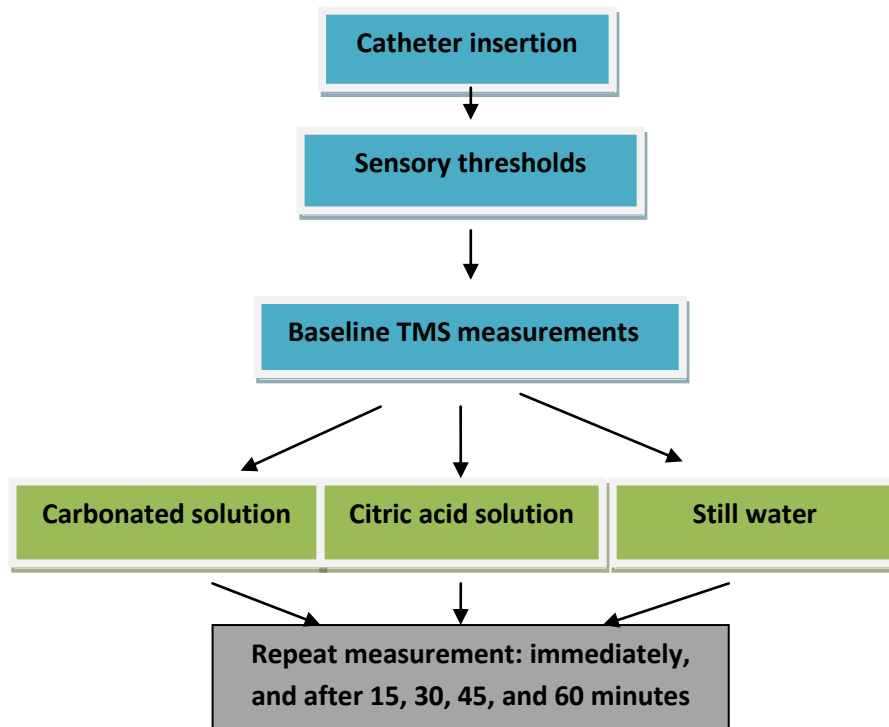 Catheter insertion
Sensory thresholds
Baseline TMS measurements
Carbonated solution
Citric acid solution
Still water
Repeat measurement: immediately,
and after 15, 30, 45, and 60 minutes